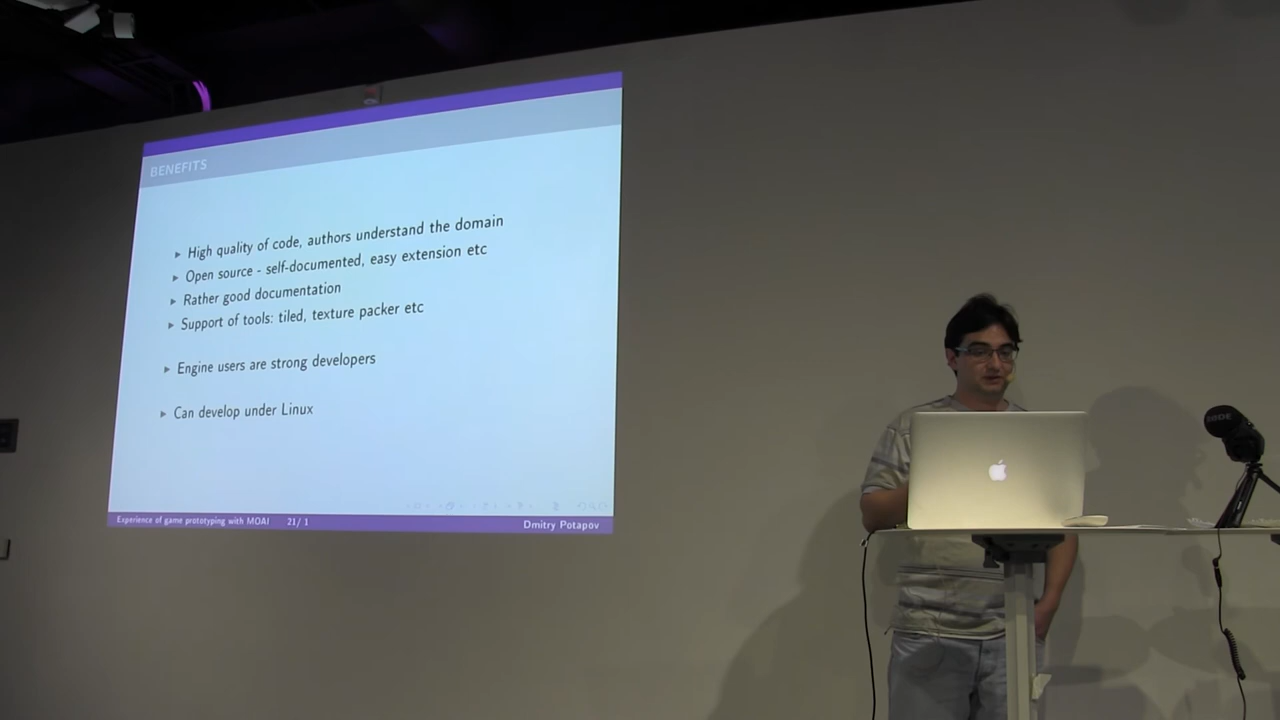 BENEFITS
High quality of code, authors understand the domain
Open source - self-documented, easy extension etc
Rather good documentation
Support of tools: tiled, texture packer etc
Engine users are strong developers
Can develop under Linux
Experience of game prototyping with MOAI 21/ 1 Dmitry Potapov
RODE